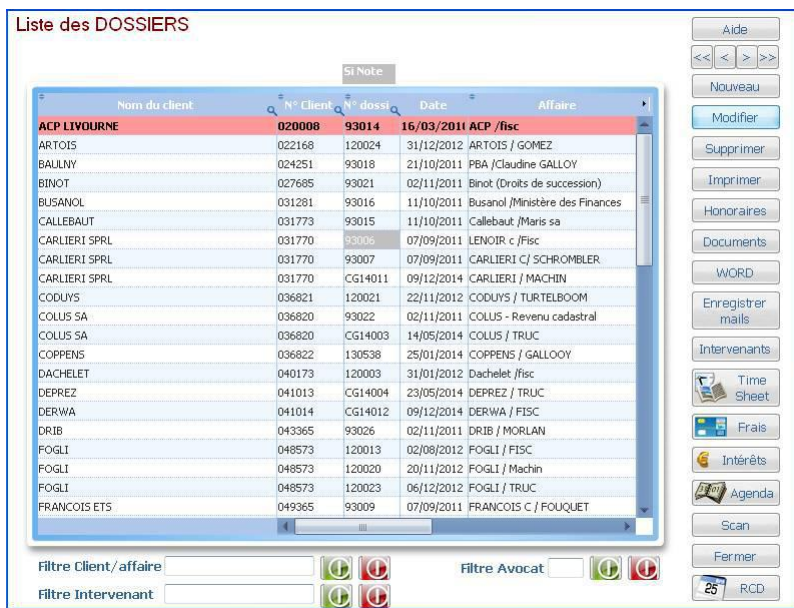 Liste des DOSSIERS
Si Note
Nom du client N° Client N° dossi Date Affaire
ACP LIVOURNE 020008 93014 16/03/201( ACP /fisc
ARTOIS 022168 120024 31/12/2012 ARTOIS / GOMEZ
BAULNY 024251 93018 21/10/2011 PBA /Claudine GALLOY
BINOT 027685 93021 02/11/2011 Binot (Droits de succession)
BUSANOL 031281 93016 11/10/2011 Busanol /Ministère des Finances
CALLEBAUT 031773 93015 11/10/2011 Callebaut /Maris sa
CARLIERI SPRL 031770 93006 07/09/2011 LENOIR c /Fisc
CARLIERI SPRL 031770 93007 07/09/2011 CARLIERI C/ SCHROMBLER
CARLIERI SPRL 031770 CG14011 09/12/2014 CARLIERI / MACHIN
CODUYS 036821 120021 22/11/2012 CODUYS / TURTELBOOM
COLUS SA 036820 93022 02/11/2011 COLUS - Revenu cadastral
COLUS SA 036820 CG14003 14/05/2014 COLUS / TRUC
COPPENS 036822 130538 25/01/2014 COPPENS / GALLOOY
DACHELET 040173 120003 31/01/2012 Dachelet /fisc
DEPREZ 041013 CG14004 23/05/2014 DEPREZ / TRUC
DERWA 041014 CG14012 09/12/2014 DERWA / FISC
DRIB 043365 93026 02/11/2011 DRIB / MORLAN
FOGLI 048573 120013 02/08/2012 FOGLI / FISC
FOGLI 048573 120020 20/11/2012 FOGLI / Machin
FOGLI 048573 120023 06/12/2012 FOGLI / TRUC
FRANCOIS ETS 049365 93009 07/09/2011 FRANCOIS C / FOUQUET
Filtre Client/affaire
Filtre Avocat
Filtre Intervenant
Aide
<< < > >>
Nouveau
Modifier
Supprimer
Imprimer
Honoraires
Documents
WORD
Enregistrer
mails
Intervenants
Time
Sheet
Frais
Intérêts
Agenda
Scan
Fermer
25 RCD